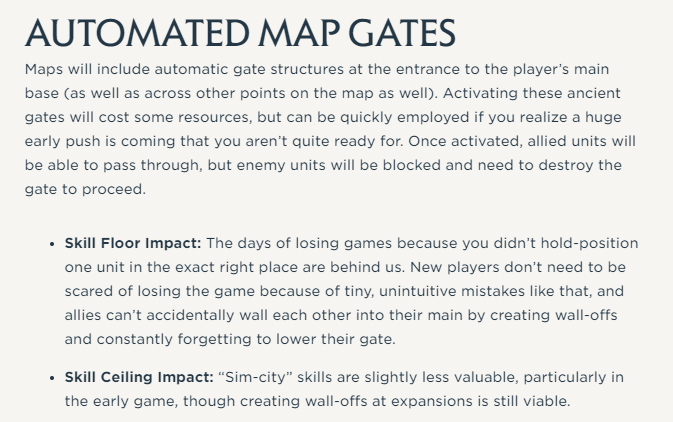 AUTOMATED MAP GATES
Maps will include automatic gate structures at the entrance to the player’s main
base (as well as across other points on the map as well). Activating these ancient
gates will cost some resources, but can be quickly employed if you realize a huge
early push is coming that you aren’t quite ready for. Once activated, allied units will
be able to pass through, but enemy units will be blocked and need to destroy the
gate to proceed.
• Skill Floor Impact: The days of losing games because you didn’t hold-position
one unit in the exact right place are behind us. New players don’t need to be
scared of losing the game because of tiny, unintuitive mistakes like that, and
allies can’t accidentally wall each other into their main by creating wall-offs
and constantly forgetting to lower their gate.
• Skill Ceiling Impact: “Sim-city” skills are slightly less valuable, particularly in
the early game, though creating wall-offs at expansions is still viable.